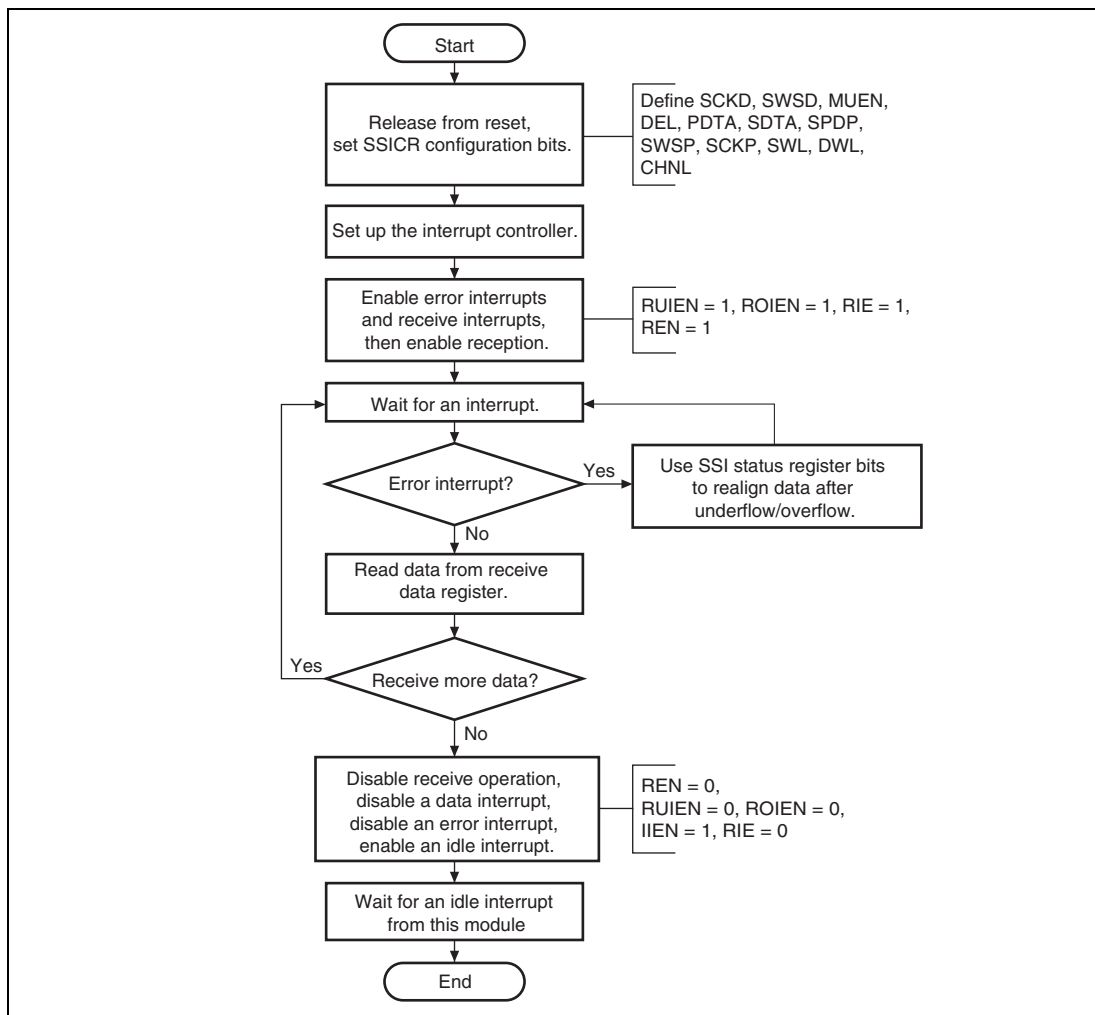 Start
Release from reset,
set SSICR configuration bits.
Define SCKD, SWSD, MUEN,
DEL, PDTA, SDTA, SPDP,
SWSP, SCKP, SWL, DWL,
CHNL
Set up the interrupt controller.
Enable error interrupts
and receive interrupts,
then enable reception.
RUIEN = 1, ROIEN = 1, RIE = 1,
REN = 1
Wait for an interrupt.
Error interrupt?
Yes
Use SSI status register bits
to realign data after
underflow/overflow.
No
Read data from receive
data register.
Yes
Receive more data?
No
Disable receive operation,
disable a data interrupt,
disable an error interrupt,
enable an idle interrupt.
REN = 0,
RUIEN = 0, ROIEN = 0,
IIEN = 1, RIE = 0
Wait for an idle interrupt
from this module
End